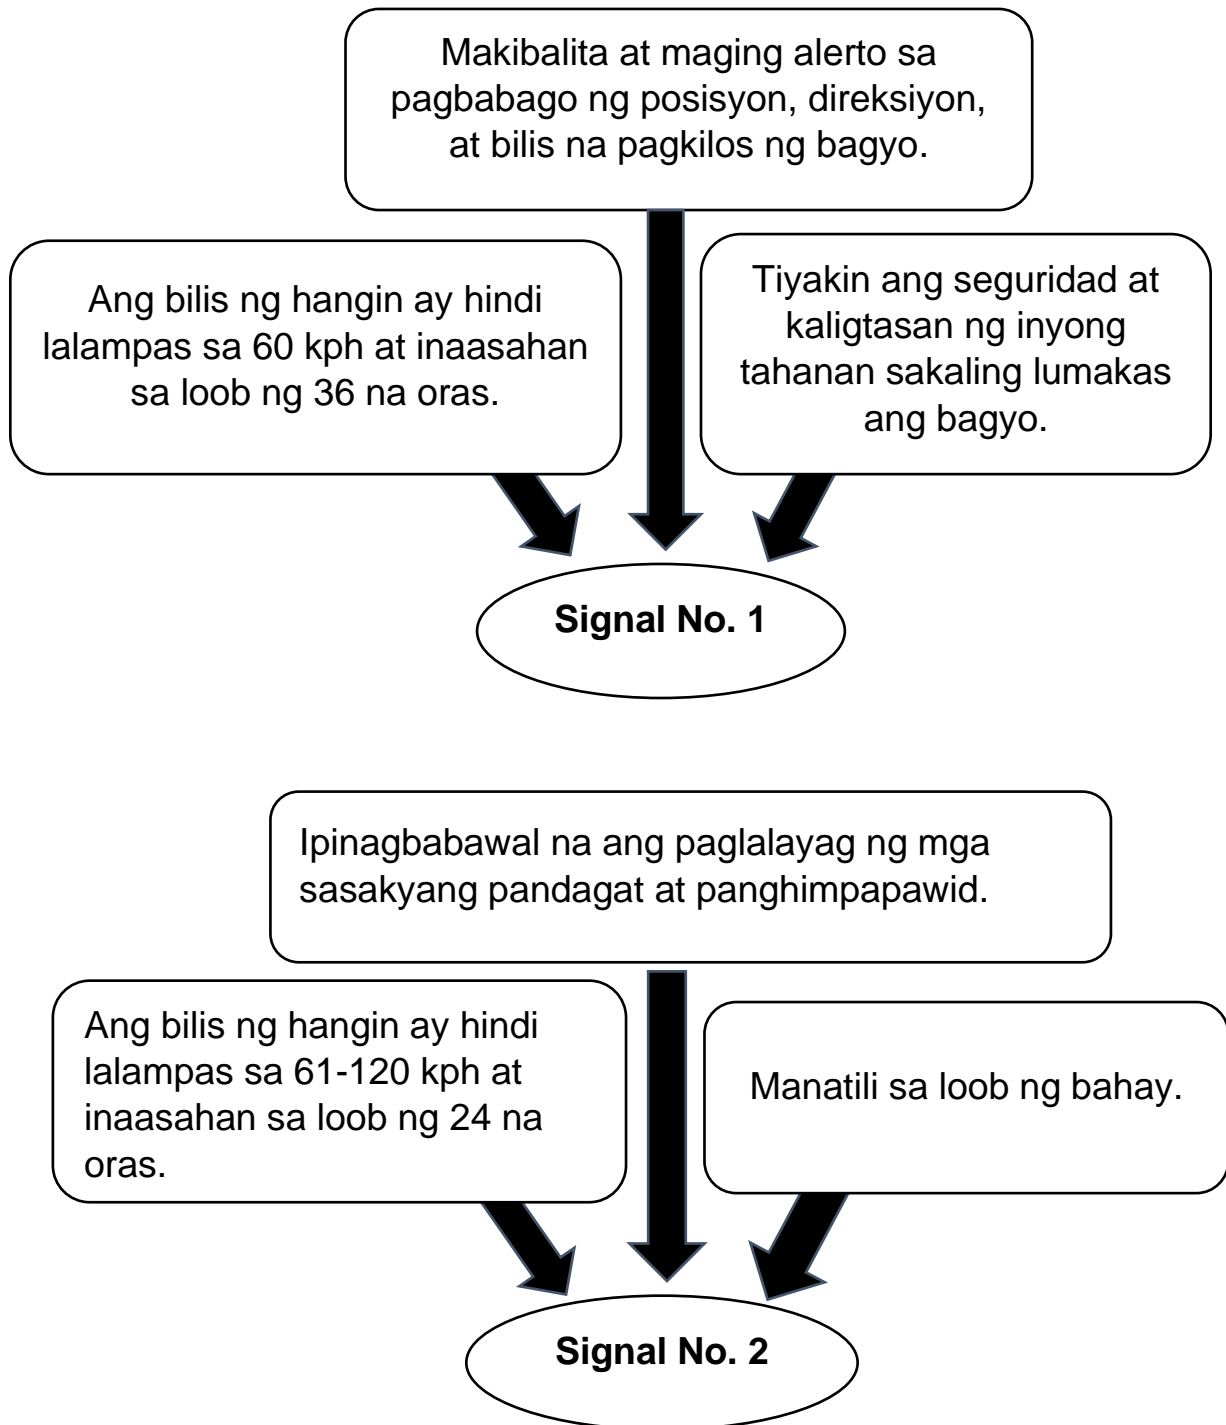 Makibalita at maging alerto sa
pagbabago ng posisyon, direksiyon,
at bilis na pagkilos ng bagyo.
Ang bilis ng hangin ay hindi
lalampas sa 60 kph at inaasahan
sa loob ng 36 na oras.
Tiyakin ang seguridad at
kaligtasan ng inyong
tahanan sakaling lumakas
ang bagyo.
Signal No. 1
Ipinagbabawal na ang paglalayag ng mga
sasakyang pandagat at panghimpapawid.
Ang bilis ng hangin ay hindi
lalampas sa 61-120 kph at
inaasahan sa loob ng 24 na
oras.
Manatili sa loob ng bahay.
Signal No. 2